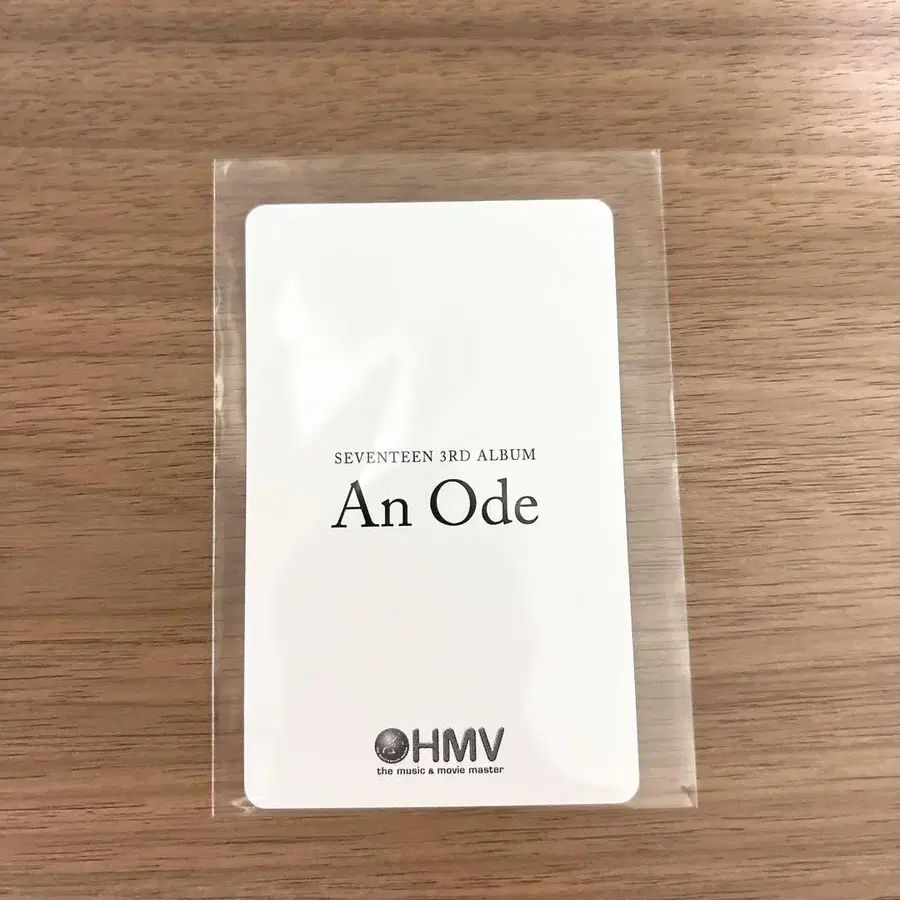 SEVENTEEN 3RD ALBUM
An Ode
HMV
the music & movie master